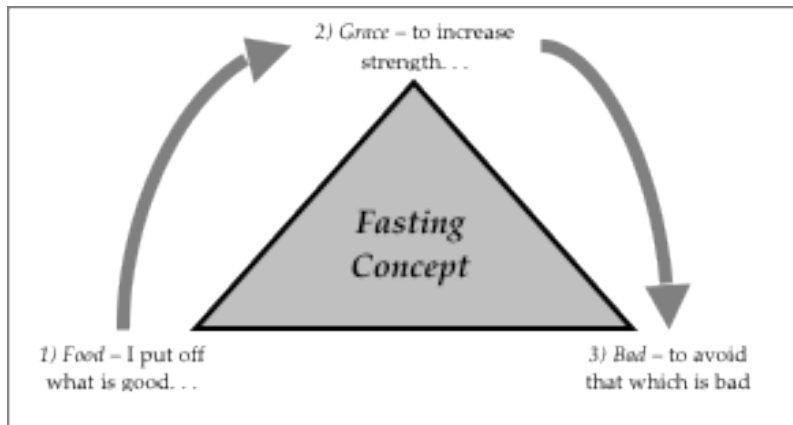 2) Grace – to increase
strength. . .
Fasting
Concept
1) Food – I put off
what is good. . .
3) Bad – to avoid
that which is bad